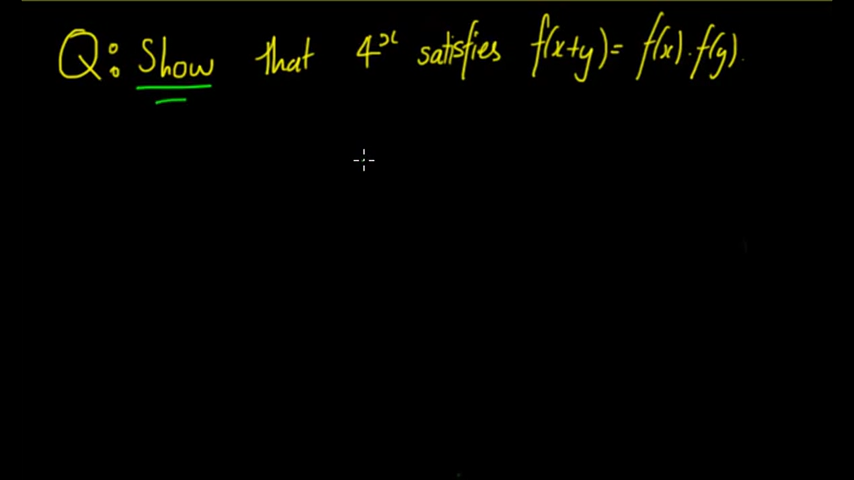 Q: Show that 4^x satisfies f(x+y) = f(x).f(y).